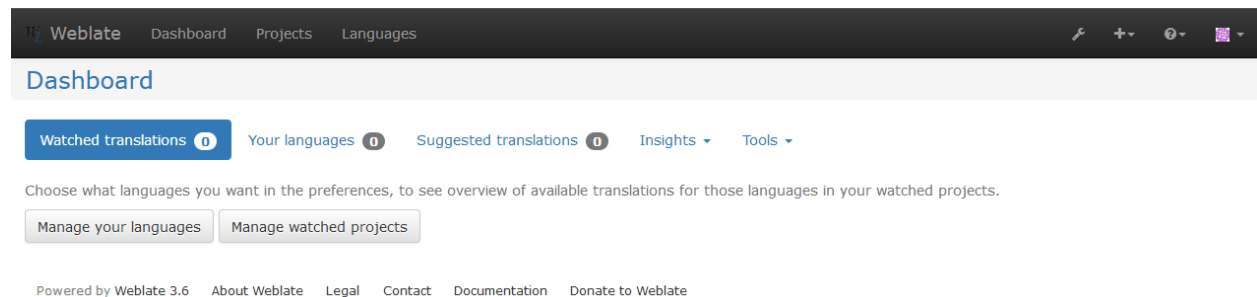 Weblate Dashboard Projects Languages
Dashboard
Watched translations 0 Your languages 0 Suggested translations 0 Insights Tools
Choose what languages you want in the preferences, to see overview of available translations for those languages in your watched projects.
Manage your languages Manage watched projects
Powered by Weblate 3.6 About Weblate Legal Contact Documentation Donate to Weblate